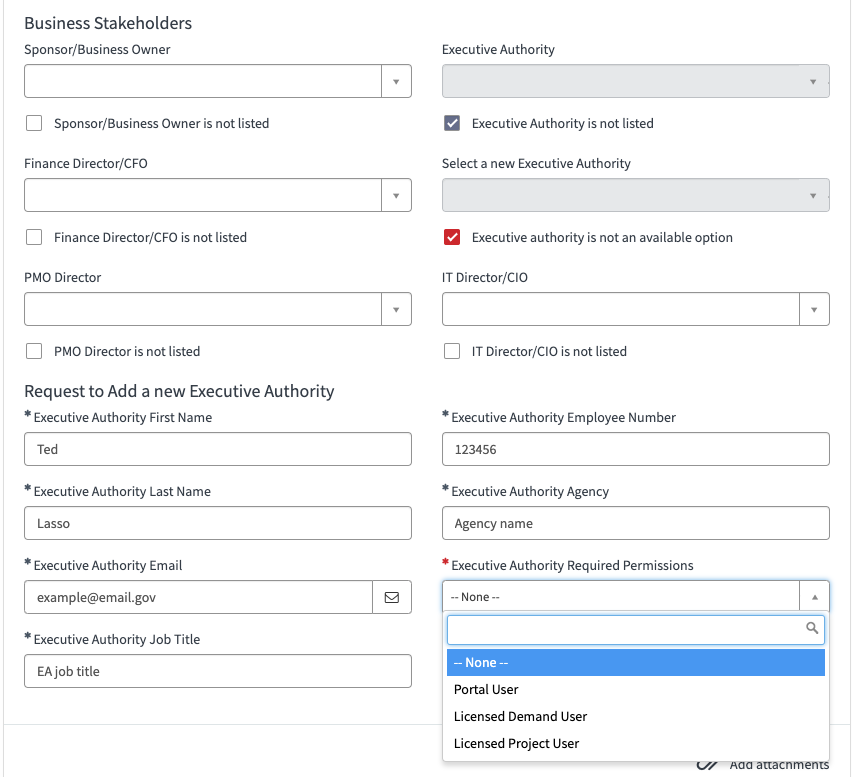 Business Stakeholders
Sponsor/Business Owner
Executive Authority
Sponsor/Business Owner is not listed
Executive Authority is not listed
Finance Director/CFO
Select a new Executive Authority
Finance Director/CFO is not listed
Executive authority is not an available option
PMO Director
IT Director/CIO
PMO Director is not listed
IT Director/CIO is not listed
Request to Add a new Executive Authority
* Executive Authority First Name
* Executive Authority Employee Number
Ted
123456
* Executive Authority Last Name
* Executive Authority Agency
Lasso
Agency name
* Executive Authority Email
* Executive Authority Required Permissions
example@email.gov
-- None --
* Executive Authority Job Title
EA job title
-- None --
Portal User
Licensed Demand User
Licensed Project User
Add attachments